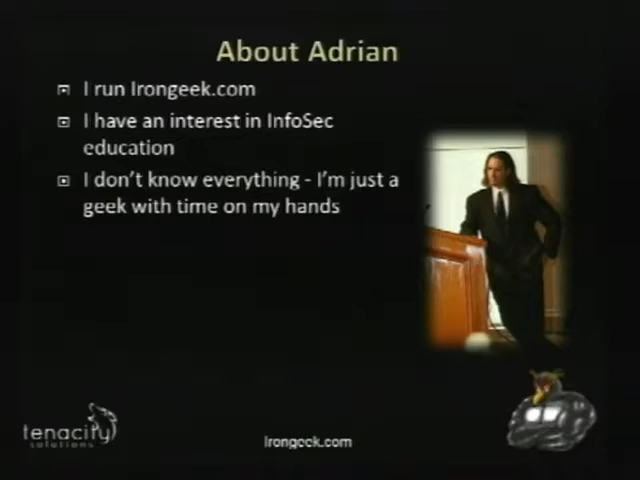 About Adrian
I run Irongeek.com
I have an interest in InfoSec
education
I don't know everything - I'm just a
geek with time on my hands
tenacity
solutions
Irongeek.com